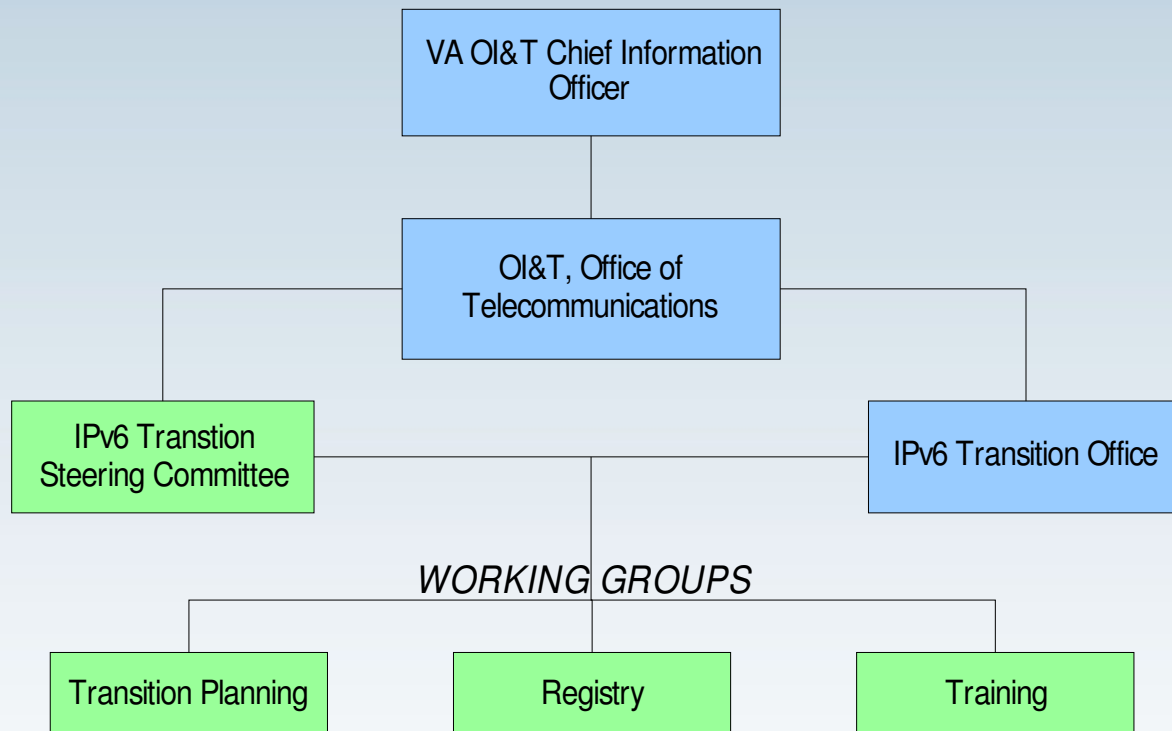 VA OI&T Chief Information
Officer
OI&T, Office of
Telecommunications
IPv6 Transtion
Steering Committee
IPv6 Transition Office
WORKING GROUPS
Transition Planning
Registry
Training